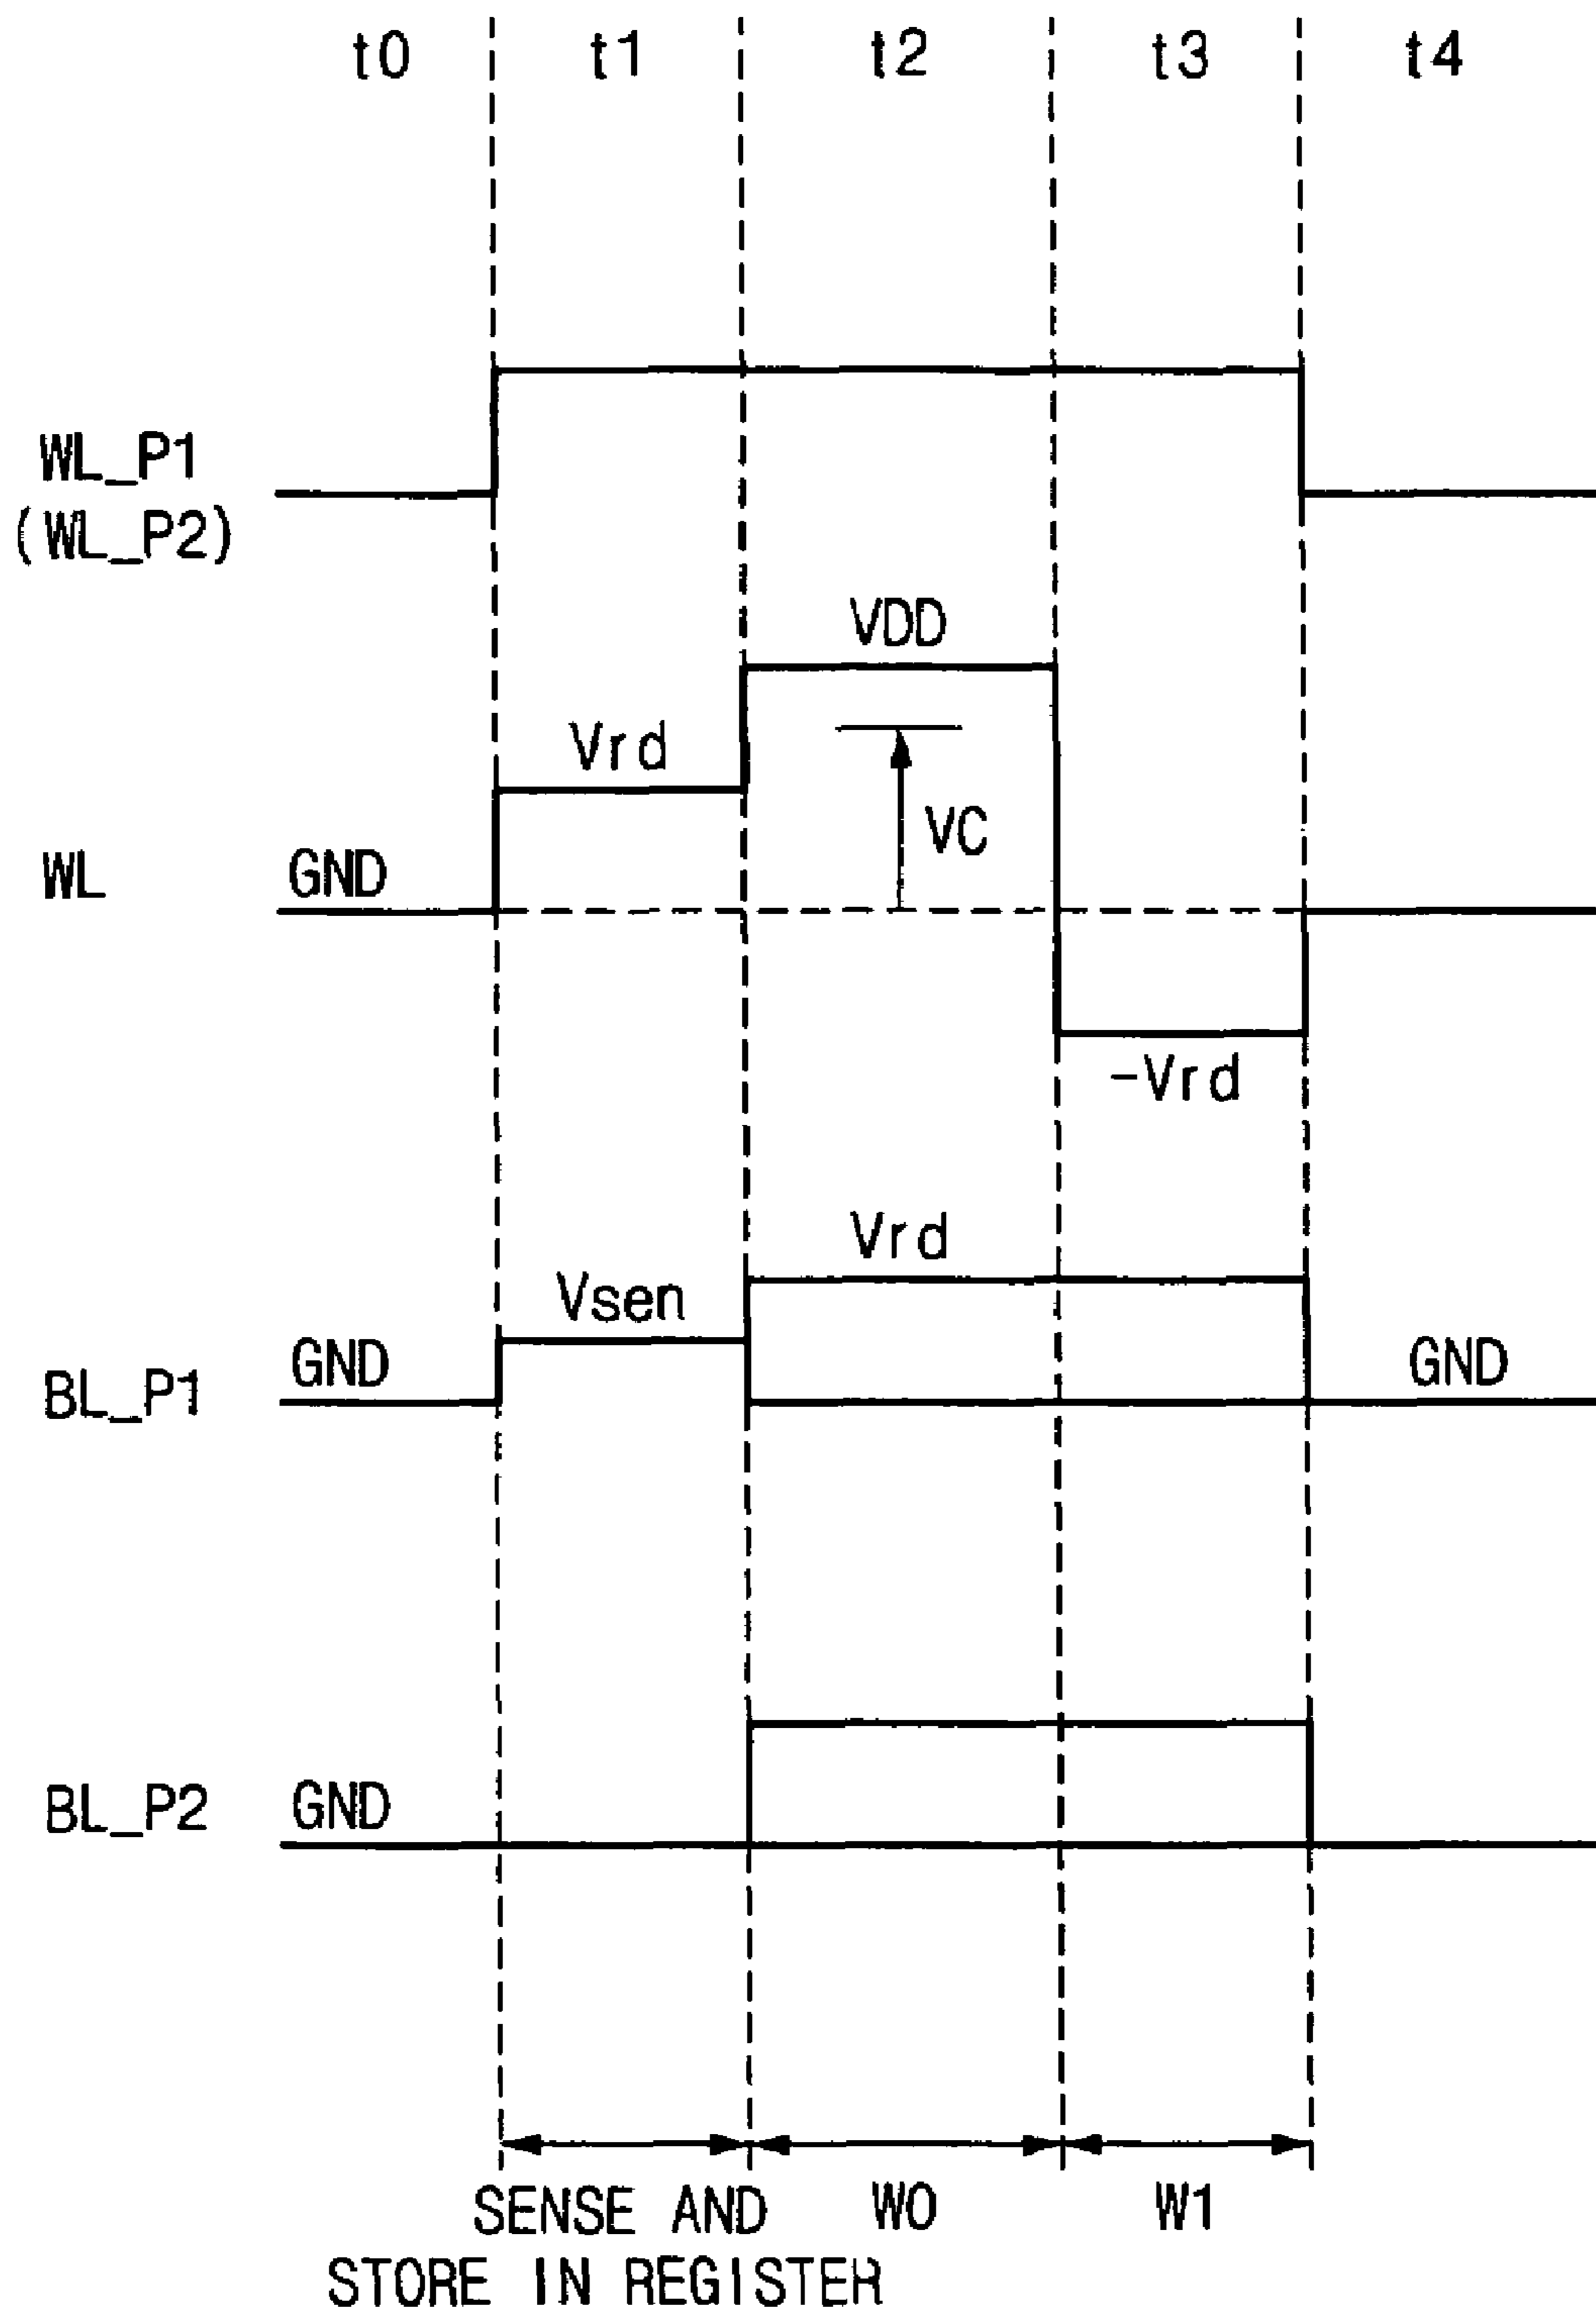 t0 t1 t2 t3 t4
WL_P1
(WL_P2)
VDD
Vrd
VC
WL GND
-Vrd
Vrd
Vsen
BL_P1 GND GND
BL_P2 GND
SENSE AND W0 W1
STORE IN REGISTER